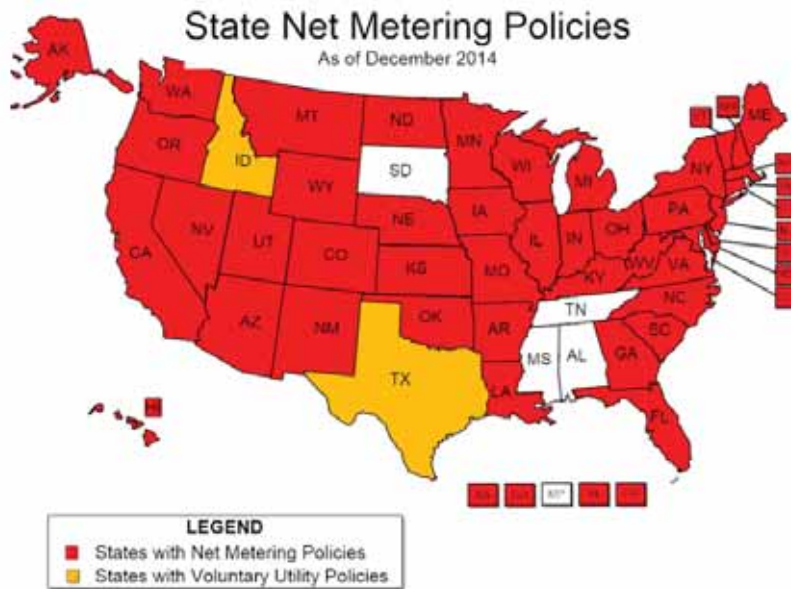 State Net Metering Policies
As of December 2014
AK
WA
MT
ND
MN
ME
VT
OR
ID
SD
WI
MI
NY
WY
IA
PA
NE
NV
UT
CO
IL
IN
OH
CA
KS
MO
KY
WV
VA
AZ
NM
OK
AR
TN
NC
SC
MS
AL
GA
TX
LA
FL
HI
LEGEND
States with Net Metering Policies
States with Voluntary Utility Policies